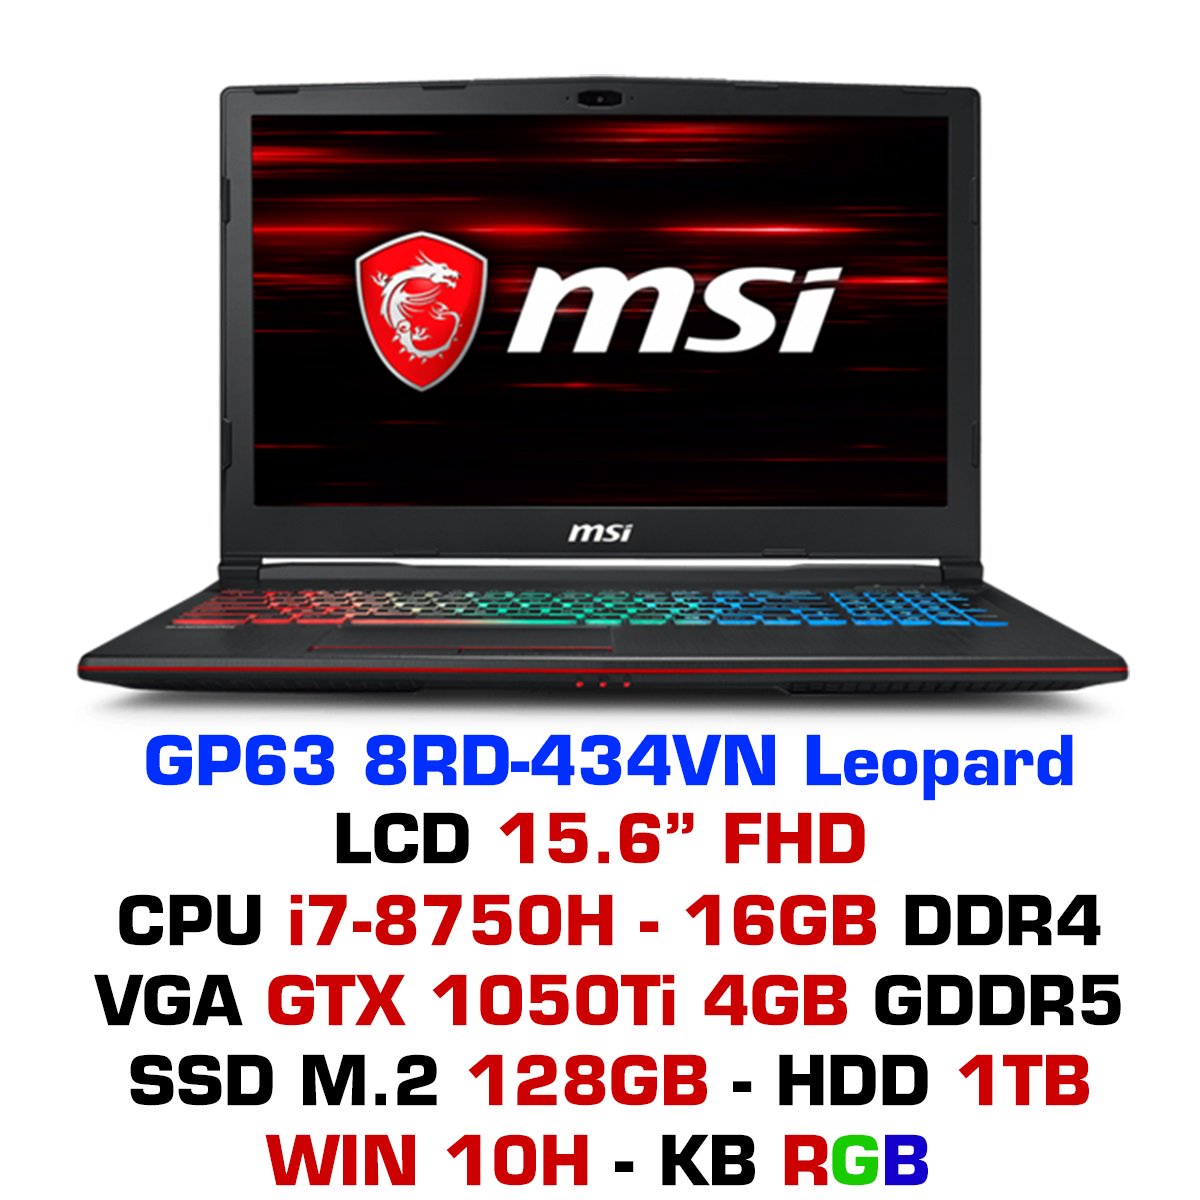 msi
msi
GP63 8RD-434VN Leopard
LCD 15.6” FHD
CPU i7-8750H - 16GB DDR4
VGA GTX 1050Ti 4GB GDDR5
SSD M.2 128GB - HDD 1TB
WIN 10H - KB RGB